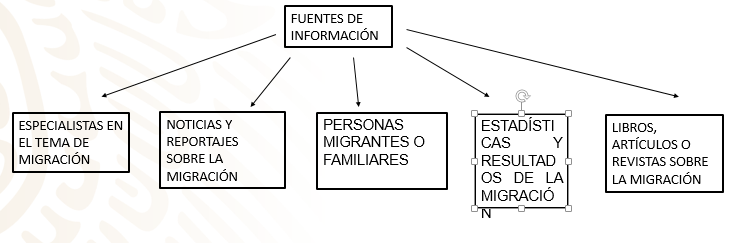 FUENTES DE
INFORMACIÓN
ESPECIALISTAS EN
EL TEMA DE
MIGRACIÓN
NOTICIAS Y
REPORTAJES
SOBRE LA
MIGRACIÓN
PERSONAS
MIGRANTES O
FAMILIARES
ESTADÍSTI
CAS Y
RESULTAD
OS DE LA
MIGRACIÓ
N
LIBROS,
ARTÍCULOS O
REVISTAS SOBRE
LA MIGRACIÓN